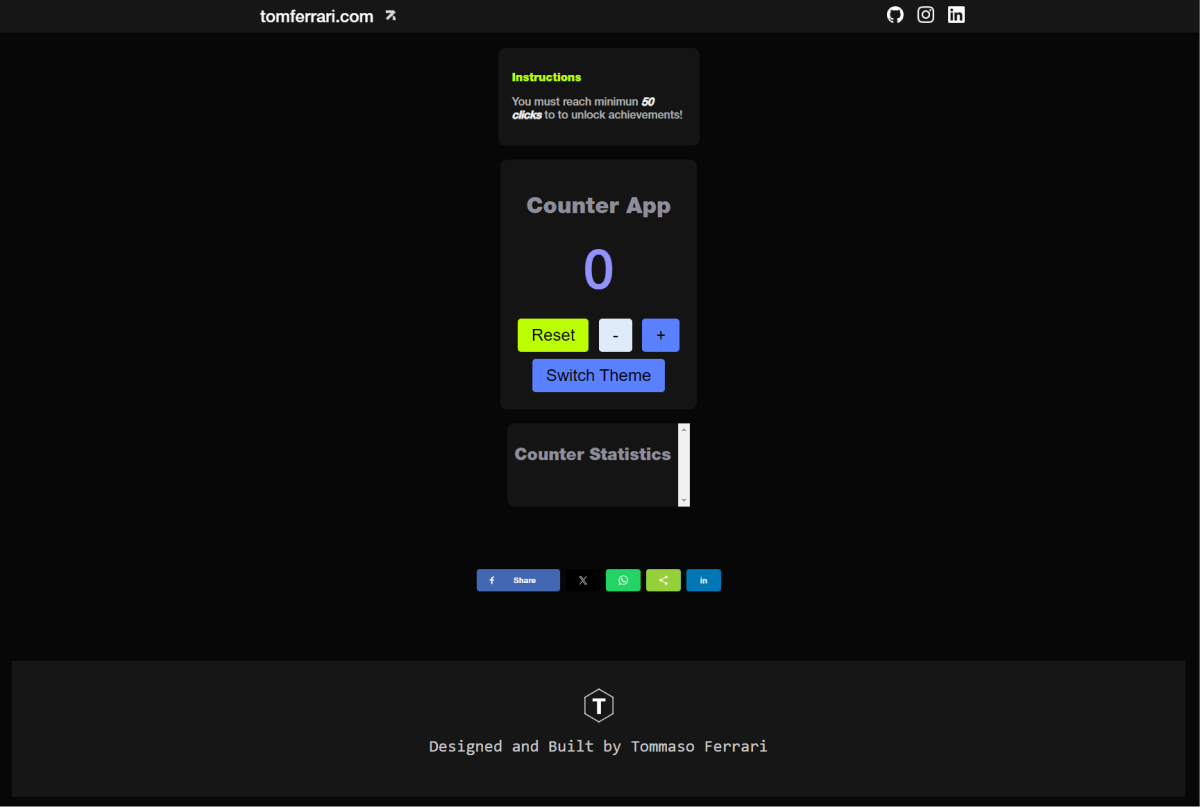 tomferrari.com
Instructions
You must reach minimun 50
clicks to to unlock achievements!
Counter App
0
Reset - +
Switch Theme
Counter Statistics
Share
T
Designed and Built by Tommaso Ferrari